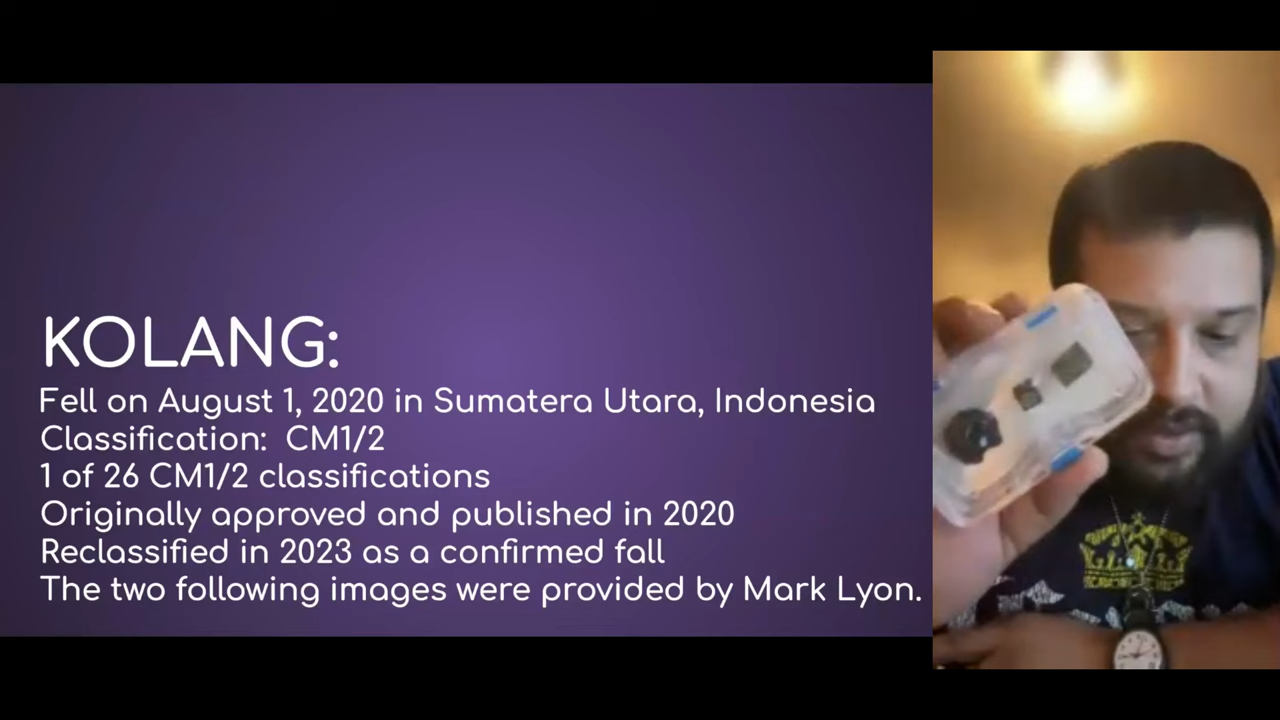 KOLANG:
Fell on August 1, 2020 in Sumatera Utara, Indonesia
Classification:  CM1/2
1 of 26 CM1/2 classifications
Originally approved and published in 2020
Reclassified in 2023 as a confirmed fall
The two following images were provided by Mark Lyon.